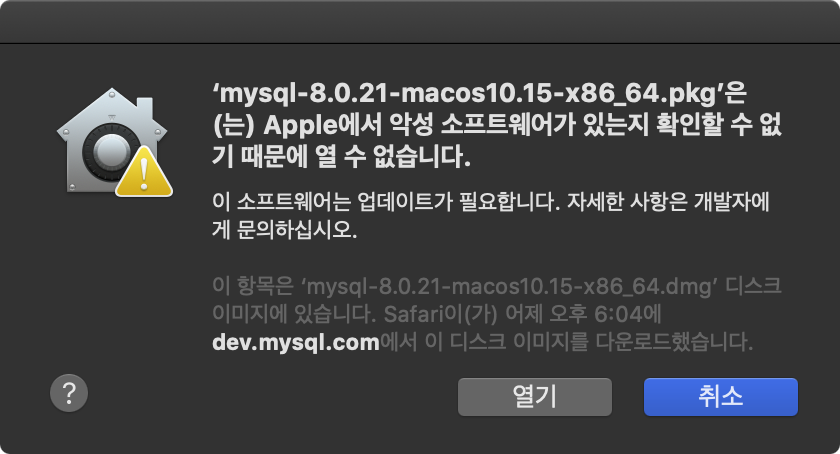 ‘mysql-8.0.21-macos10.15-x86_64.pkg’은
(는) Apple에서 악성 소프트웨어가 있는지 확인할 수 없
기 때문에 열 수 없습니다.
이 소프트웨어는 업데이트가 필요합니다. 자세한 사항은 개발자에
게 문의하십시오.
이 항목은 ‘mysql-8.0.21-macos10.15-x86_64.dmg’ 디스크
이미지에 있습니다. Safari이(가) 어제 오후 6:04에
dev.mysql.com에서 이 디스크 이미지를 다운로드했습니다.
?
열기
취소